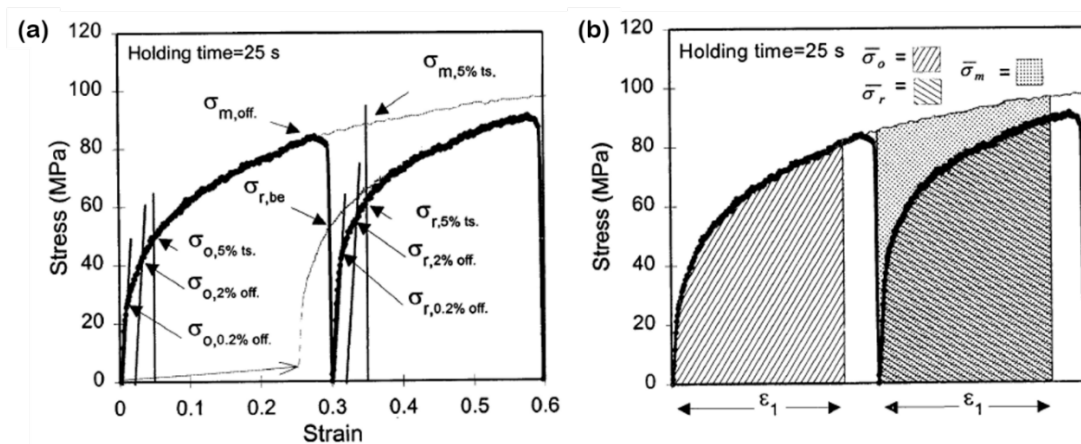 (a)
120
100
80
60
40
20
0
Stress (MPa)
Holding time=25 s
σm,5% ts.
σm,off.
σr,be
σo,5% ts.
σo,2% off.
σo,0.2% off.
σr,5% ts.
σr,2% off.
σr,0.2% off.
0 0.1 0.2 0.3 0.4 0.5 0.6
Strain
(b)
120
100
80
60
40
20
0
Stress (MPa)
Holding time=25 s
σ̅o =
σ̅r =
σ̅m =
ε1 ε1